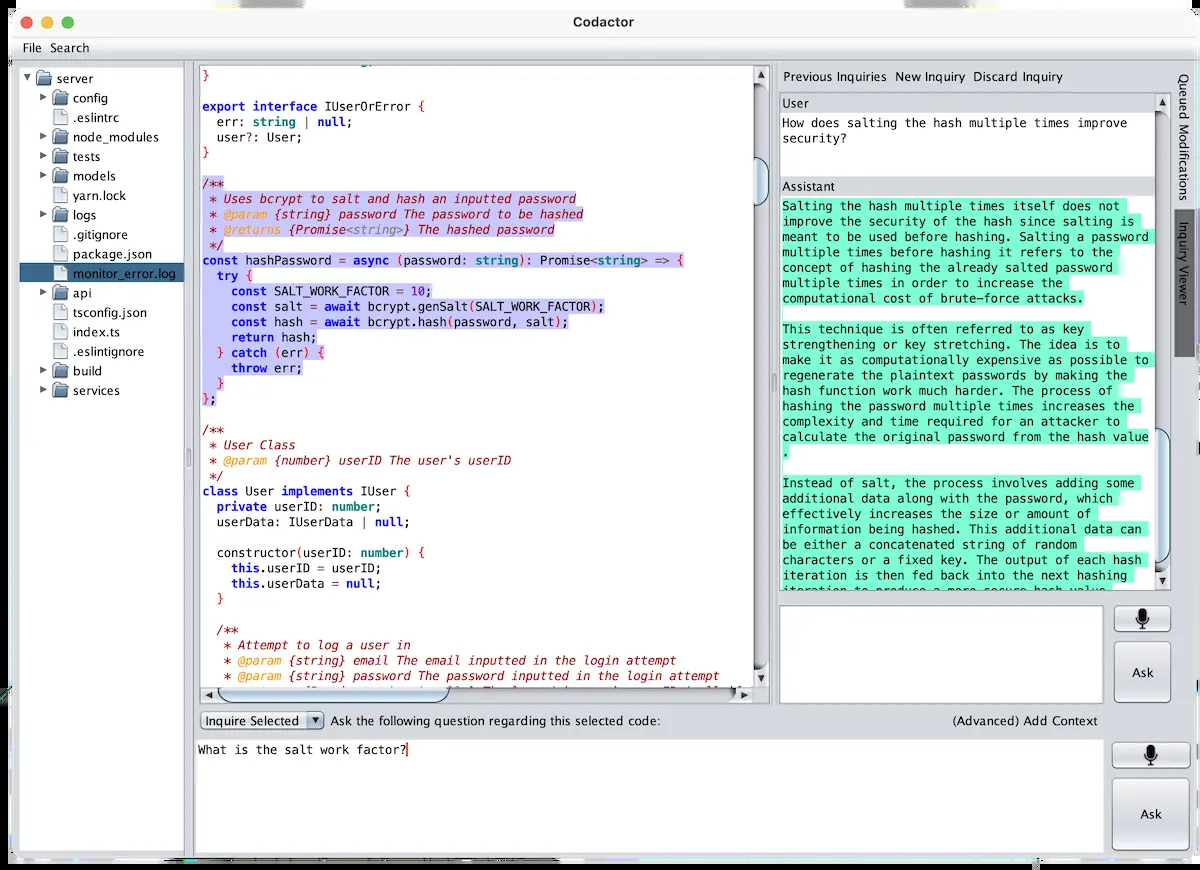 Codactor
File Search
server
config
.eslintrc
node_modules
tests
models
yarn.lock
logs
.gitignore
package.json
monitor_error.log
api
tsconfig.json
index.ts
.eslintignore
build
services
}
export interface IUserOrError {
err: string | null;
user?: User;
}
/**
* Uses bcrypt to salt and hash an inputted password
* @param {string} password The password to be hashed
* @returns {Promise<string>} The hashed password
*/
const hashPassword = async (password: string): Promise<string> => {
try {
const SALT_WORK_FACTOR = 10;
const salt = await bcrypt.genSalt(SALT_WORK_FACTOR);
const hash = await bcrypt.hash(password, salt);
return hash;
} catch (err) {
throw err;
}
};
/**
* User Class
* @param {number} userID The user's userID
*/
class User implements IUser {
private userID: number;
userData: IUserData | null;
constructor(userID: number) {
this.userID = userID;
this.userData = null;
}
/**
* Attempt to log a user in
* @param {string} email The email inputted in the login attempt
* @param {string} password The password inputted in the login attempt
Previous Inquiries New Inquiry Discard Inquiry
User
How does salting the hash multiple times improve
security?
Assistant
Salting the hash multiple times itself does not
improve the security of the hash since salting is
meant to be used before hashing. Salting a password
multiple times before hashing it refers to the
concept of hashing the already salted password
multiple times in order to increase the
computational cost of brute-force attacks.
This technique is often referred to as key
strengthening or key stretching. The idea is to
make it as computationally expensive as possible to
regenerate the plaintext passwords by making the
hash function work much harder. The process of
hashing the password multiple times increases the
complexity and time required for an attacker to
calculate the original password from the hash value
.
Instead of salt, the process involves adding some
additional data along with the password, which
effectively increases the size or amount of
information being hashed. This additional data can
be either a concatenated string of random
characters or a fixed key. The output of each hash
iteration is then fed back into the next hashing
iteration to produce a more secure hash value
Queued Modifications
Inquiry Viewer
Ask
Inquire Selected Ask the following question regarding this selected code:
(Advanced) Add Context
What is the salt work factor?
Ask